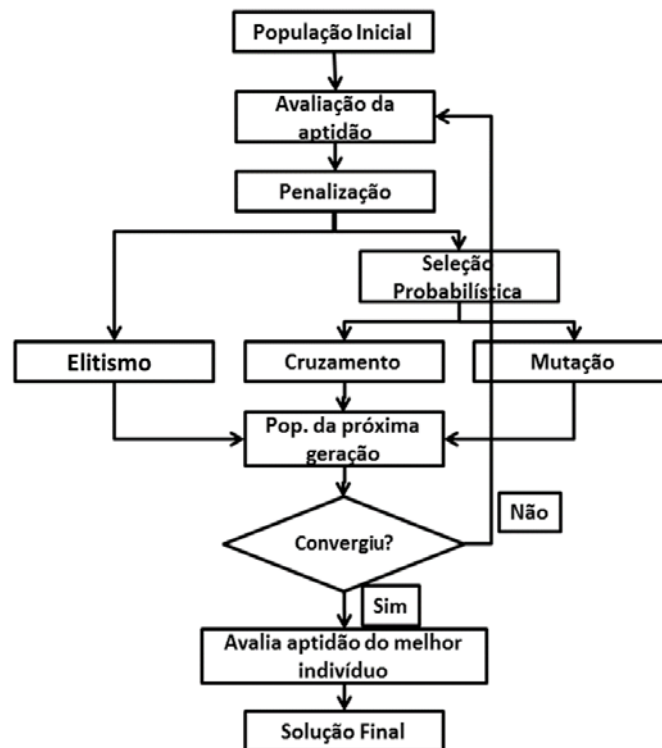 População Inicial
Avaliação da
aptidão
Penalização
Seleção
Probabilística
Elitismo
Cruzamento
Mutação
Pop. da próxima
geração
Não
Convergiu?
Sim
Avalia aptidão do melhor
indivíduo
Solução Final